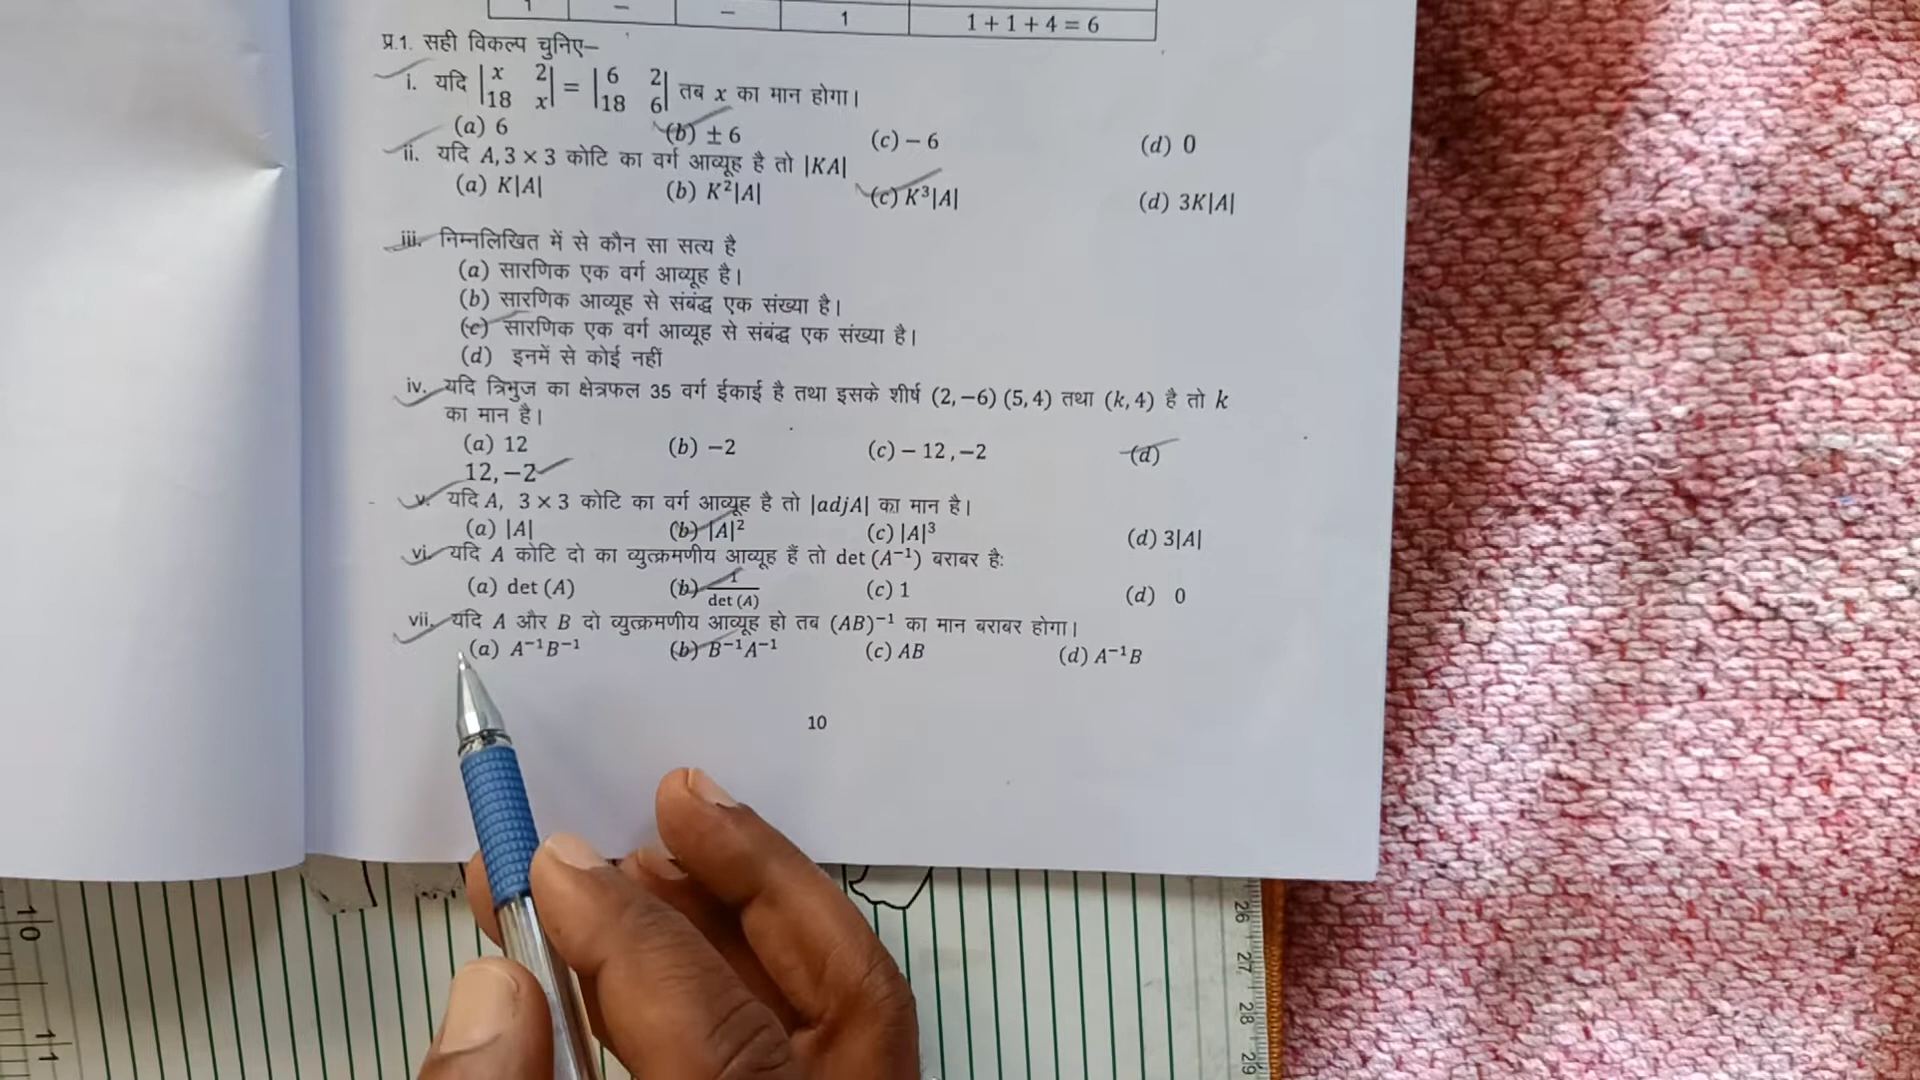 1 – – 1 1 + 1 + 4 = 6
प्र.1. सही विकल्प चुनिए–
i. यदि |x 2| = |6 2| तब x का मान होगा।
|18 x| |18 6|
(a) 6 (b) ± 6 (c) – 6 (d) 0
ii. यदि A, 3 × 3 कोटि का वर्ग आव्यूह है तो |KA|
(a) K|A| (b) K²|A| (c) K³|A| (d) 3K|A|
iii. निम्नलिखित में से कौन सा सत्य है
(a) सारणिक एक वर्ग आव्यूह है।
(b) सारणिक आव्यूह से संबंद्ध एक संख्या है।
(c) सारणिक एक वर्ग आव्यूह से संबंद्ध एक संख्या है।
(d) इनमें से कोई नहीं
iv. यदि त्रिभुज का क्षेत्रफल 35 वर्ग ईकाई है तथा इसके शीर्ष (2, –6) (5, 4) तथा (k, 4) है तो k
का मान है।
(a) 12 (b) –2 (c) – 12 , –2 (d)
12, –2
v. यदि A, 3 × 3 कोटि का वर्ग आव्यूह है तो |adjA| का मान है।
(a) |A| (b) |A|² (c) |A|³ (d) 3|A|
vi. यदि A कोटि दो का व्युत्क्रमणीय आव्यूह हैं तो det (A⁻¹) बराबर है:
(a) det (A) (b) 1/det (A) (c) 1 (d) 0
vii. यदि A और B दो व्युत्क्रमणीय आव्यूह हो तब (AB)⁻¹ का मान बराबर होगा।
(a) A⁻¹B⁻¹ (b) B⁻¹A⁻¹ (c) AB (d) A⁻¹B
10
10
11
26
27
28
29